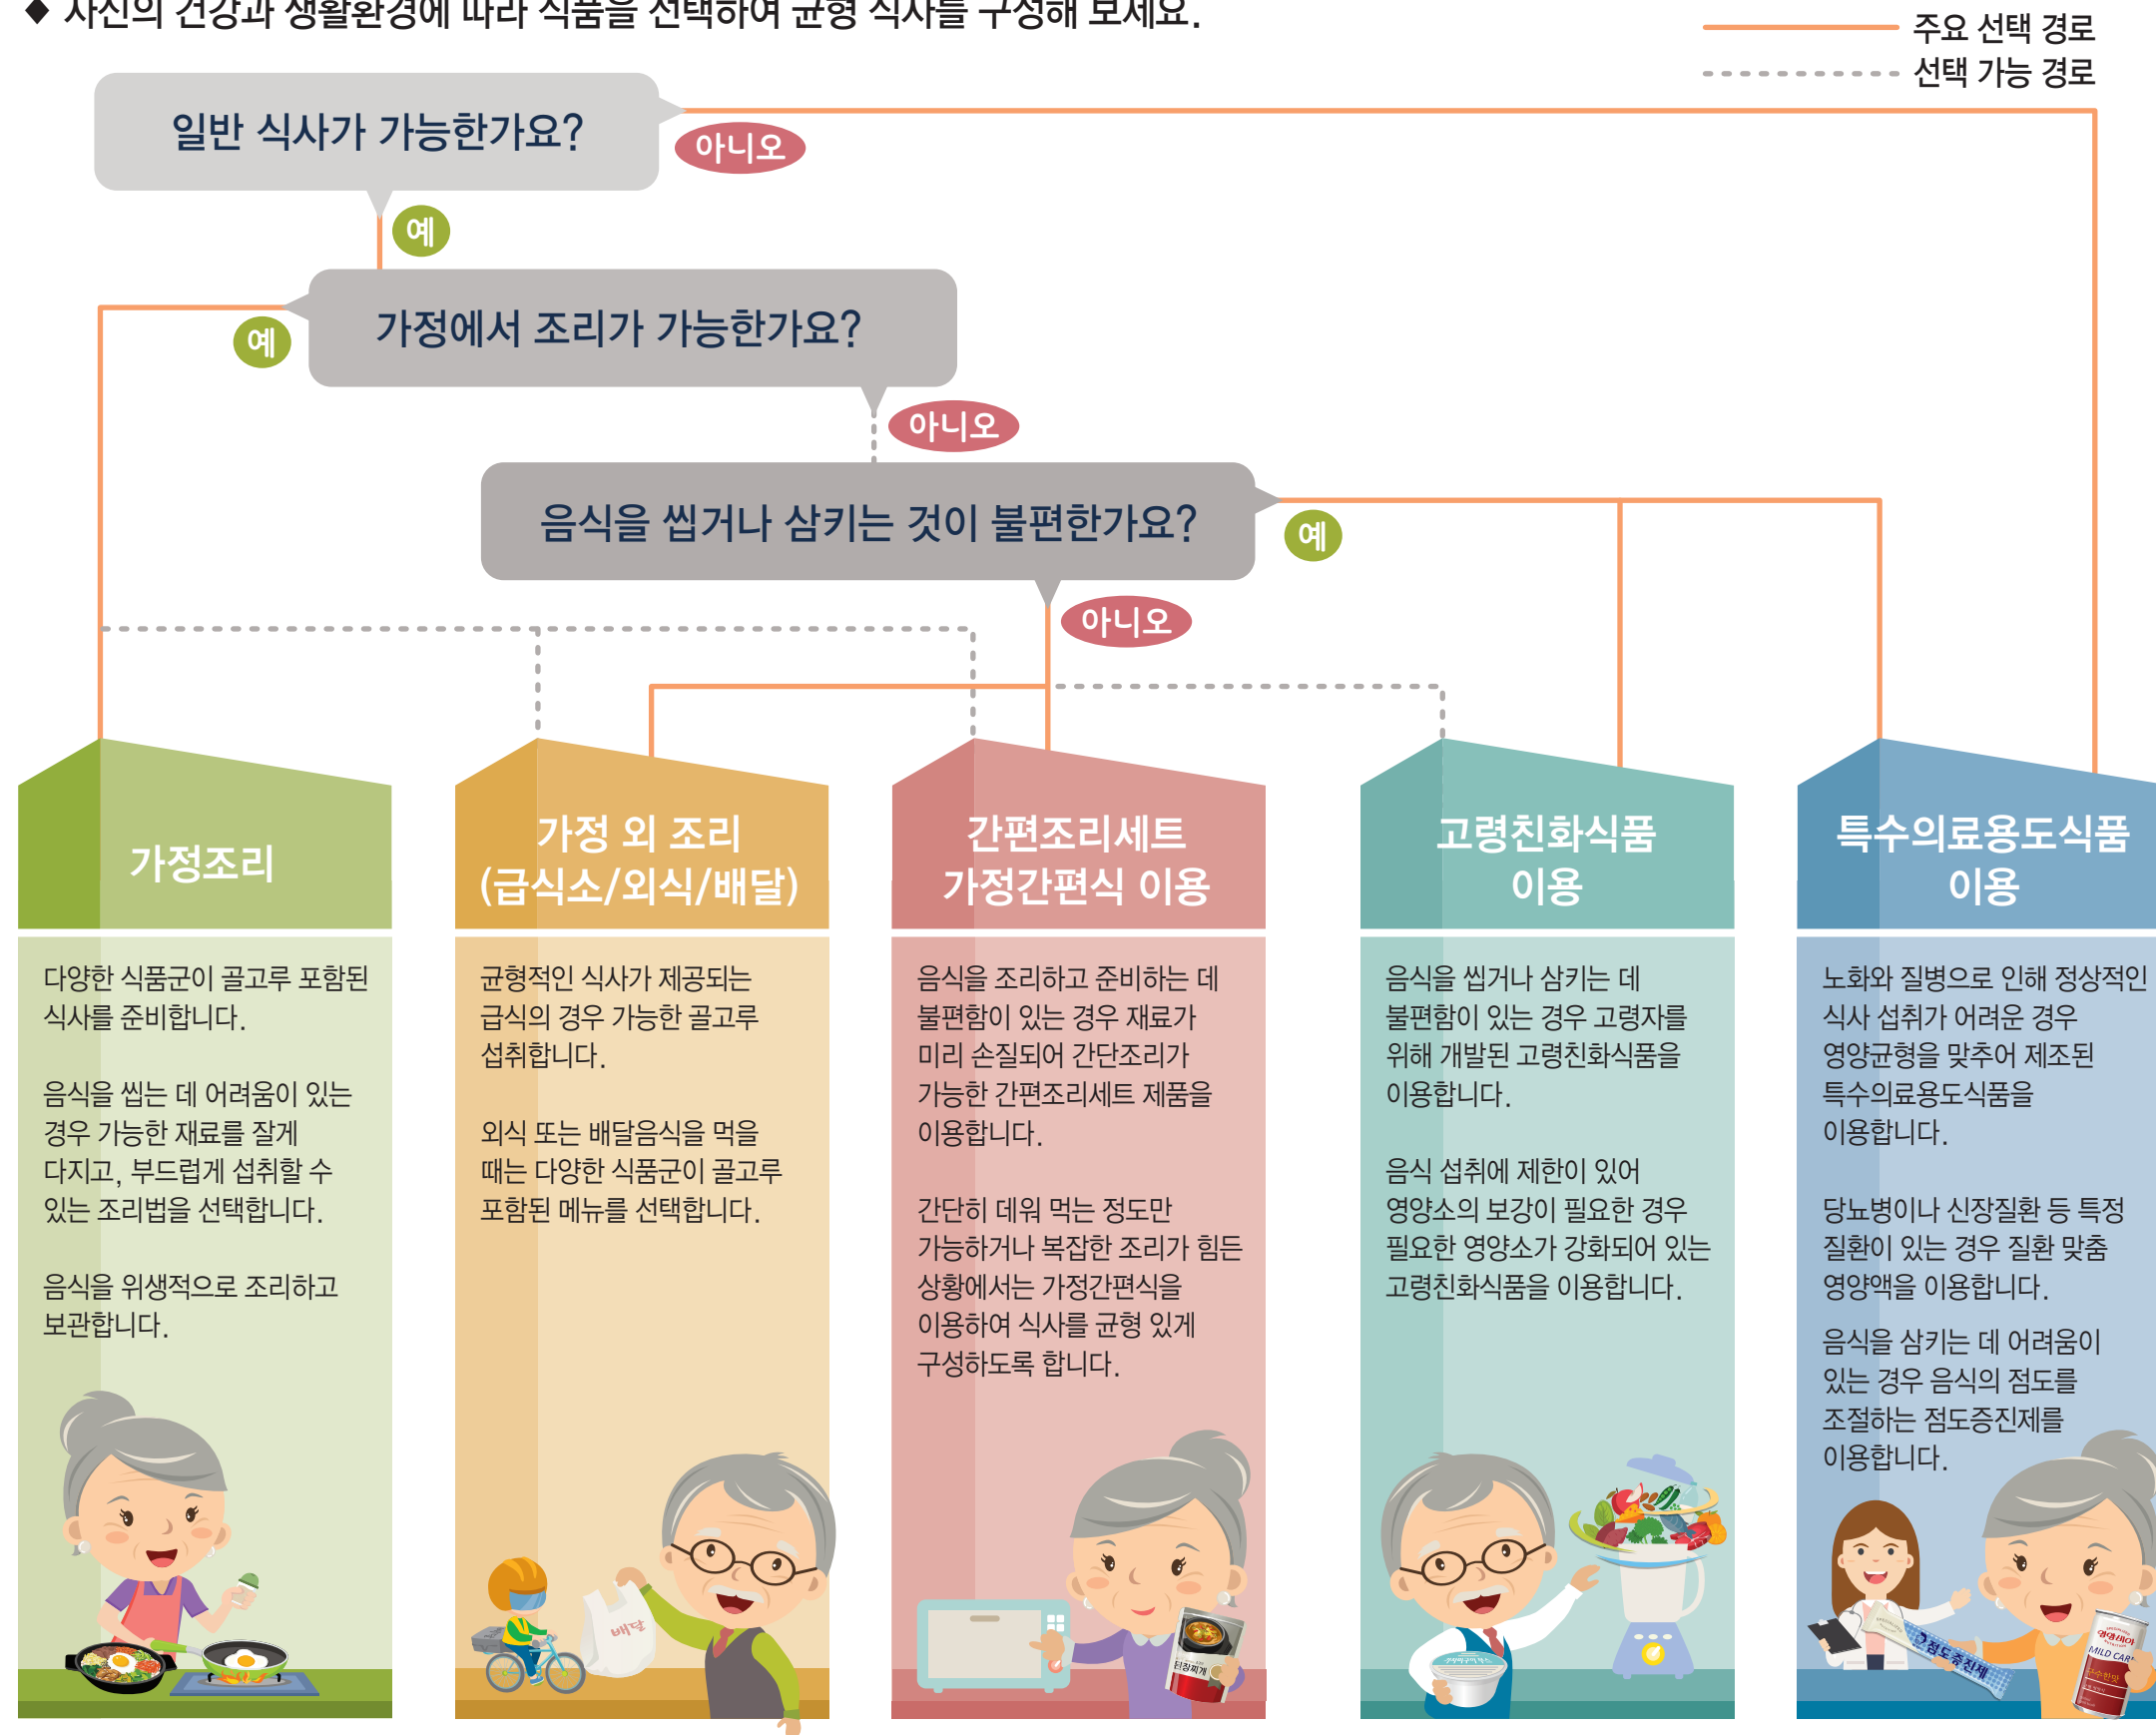 ◆ 자신의 건강과 생활환경에 따라 식품을 선택하여 균형 식사를 구성해 보세요.
주요 선택 경로
선택 가능 경로
일반 식사가 가능한가요?
아니오
예
가정에서 조리가 가능한가요?
예
아니오
음식을 씹거나 삼키는 것이 불편한가요?
예
아니오
가정조리
다양한 식품군이 골고루 포함된
식사를 준비합니다.
음식을 씹는 데 어려움이 있는
경우 가능한 재료를 잘게
다지고, 부드럽게 섭취할 수
있는 조리법을 선택합니다.
음식을 위생적으로 조리하고
보관합니다.
가정 외 조리
(급식소/외식/배달)
균형적인 식사가 제공되는
급식의 경우 가능한 골고루
섭취합니다.
외식 또는 배달음식을 먹을
때는 다양한 식품군이 골고루
포함된 메뉴를 선택합니다.
배달
간편조리세트
가정간편식 이용
음식을 조리하고 준비하는 데
불편함이 있는 경우 재료가
미리 손질되어 간단조리가
가능한 간편조리세트 제품을
이용합니다.
간단히 데워 먹는 정도만
가능하거나 복잡한 조리가 힘든
상황에서는 가정간편식을
이용하여 식사를 균형 있게
구성하도록 합니다.
된장찌개
고령친화식품
이용
음식을 씹거나 삼키는 데
불편함이 있는 경우 고령자를
위해 개발된 고령친화식품을
이용합니다.
음식 섭취에 제한이 있어
영양소의 보강이 필요한 경우
필요한 영양소가 강화되어 있는
고령친화식품을 이용합니다.
특수의료용도식품
이용
노화와 질병으로 인해 정상적인
식사 섭취가 어려운 경우
영양균형을 맞추어 제조된
특수의료용도식품을
이용합니다.
당뇨병이나 신장질환 등 특정
질환이 있는 경우 질환 맞춤
영양액을 이용합니다.
음식을 삼키는 데 어려움이
있는 경우 음식의 점도를
조절하는 점도증진제를
이용합니다.
점도증진제
MILD CARE
구수한맛